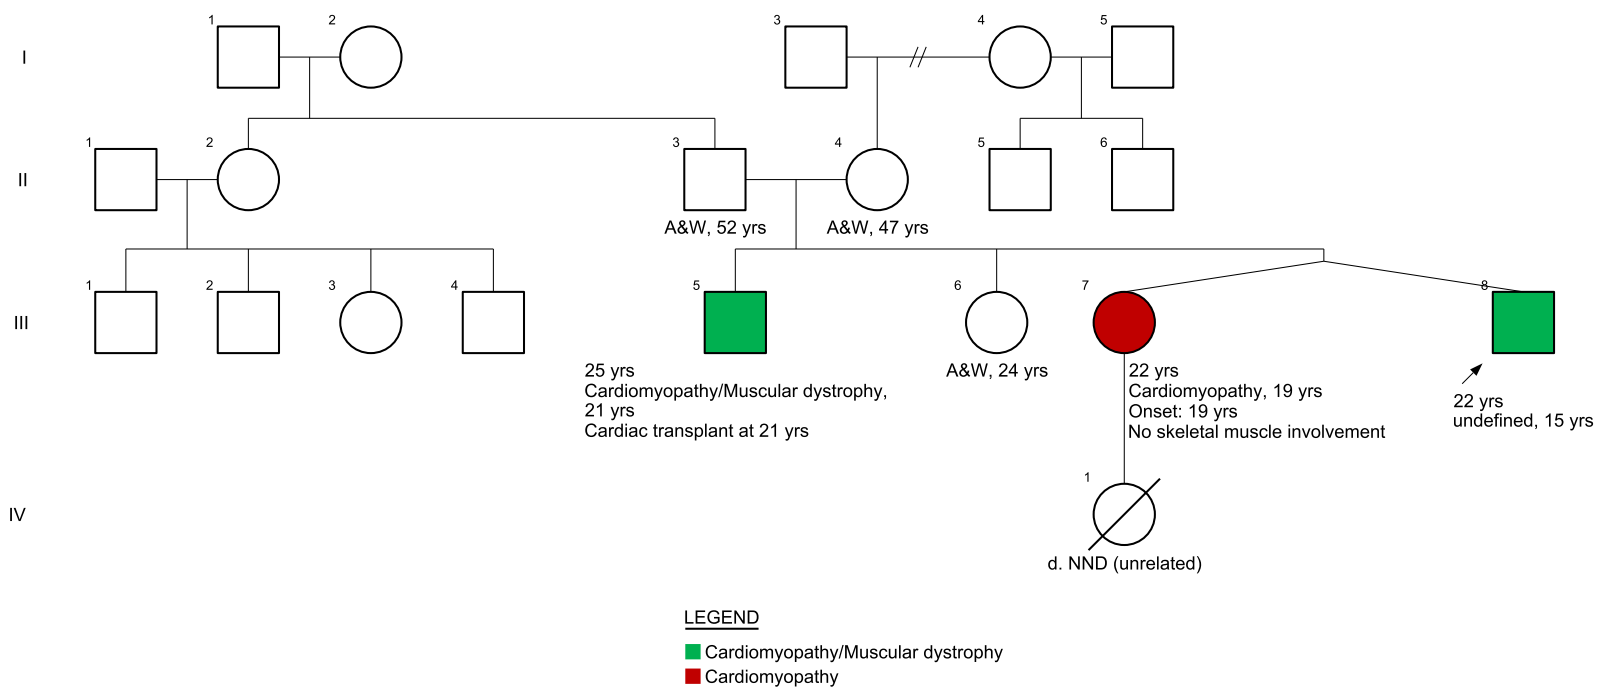 1 2 3 4 5
I
1 2 3 4 5 6
II
A&W, 52 yrs A&W, 47 yrs
1 2 3 4 5 6 7 8
III
25 yrs
Cardiomyopathy/Muscular dystrophy,
21 yrs
Cardiac transplant at 21 yrs
A&W, 24 yrs
22 yrs
Cardiomyopathy, 19 yrs
Onset: 19 yrs
No skeletal muscle involvement
22 yrs
undefined, 15 yrs
1
IV
d. NND (unrelated)
LEGEND
Cardiomyopathy/Muscular dystrophy
Cardiomyopathy